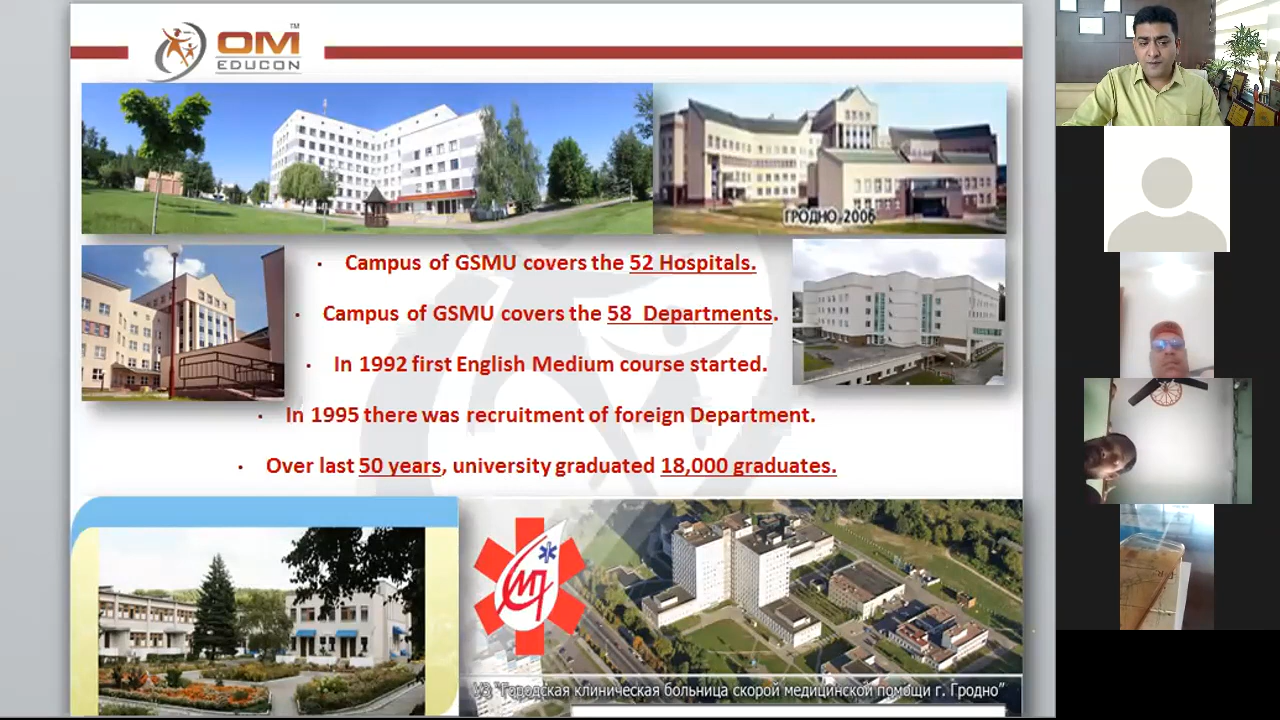 OM
TM
EDUCON
ГРОДНО 2006
· Campus of GSMU covers the 52 Hospitals.
· Campus of GSMU covers the 58 Departments.
· In 1992 first English Medium course started.
· In 1995 there was recruitment of foreign Department.
· Over last 50 years, university graduated 18,000 graduates.
УЗ "Городская клиническая больница скорой медицинской помощи г. Гродно"